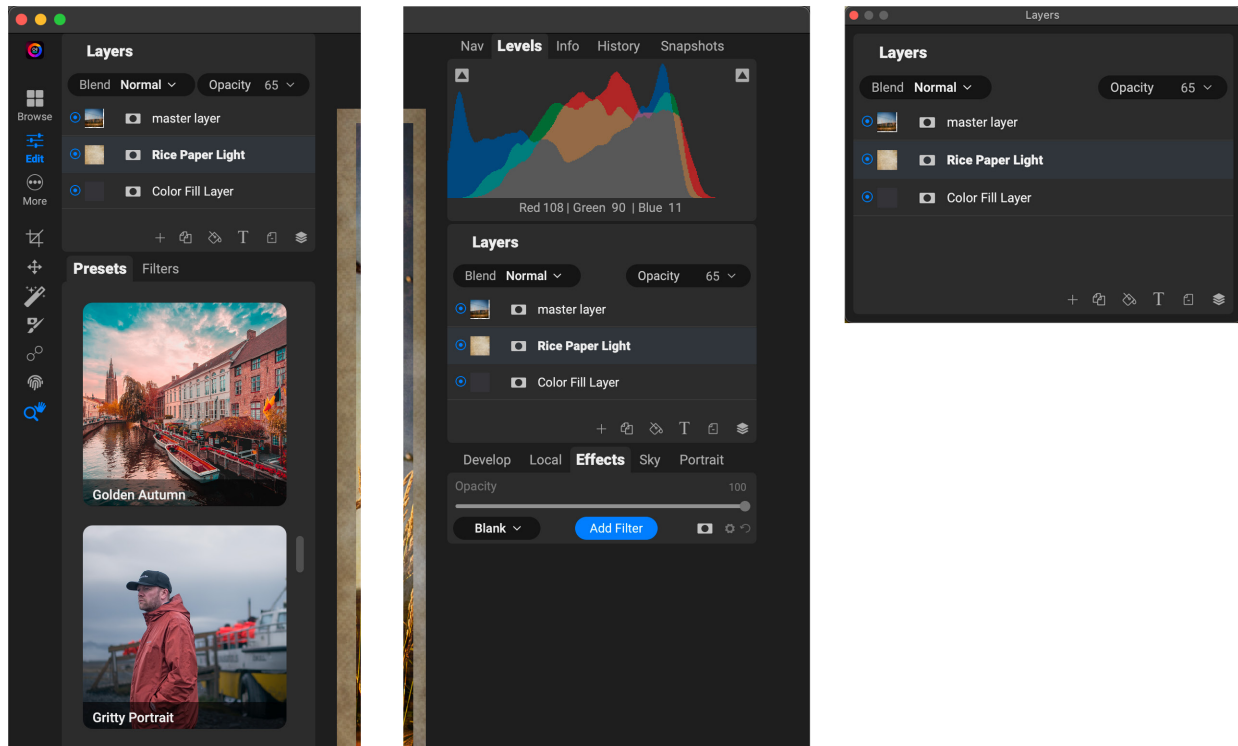 Layers
Blend Normal Opacity 65
master layer
Rice Paper Light
Color Fill Layer
T
Browse
Edit
More
Presets Filters
Golden Autumn
Gritty Portrait
Nav Levels Info History Snapshots
Red 108 | Green 90 | Blue 11
Layers
Blend Normal Opacity 65
master layer
Rice Paper Light
Color Fill Layer
T
Develop Local Effects Sky Portrait
Opacity 100
Blank Add Filter
Layers
Layers
Blend Normal Opacity 65
master layer
Rice Paper Light
Color Fill Layer
T